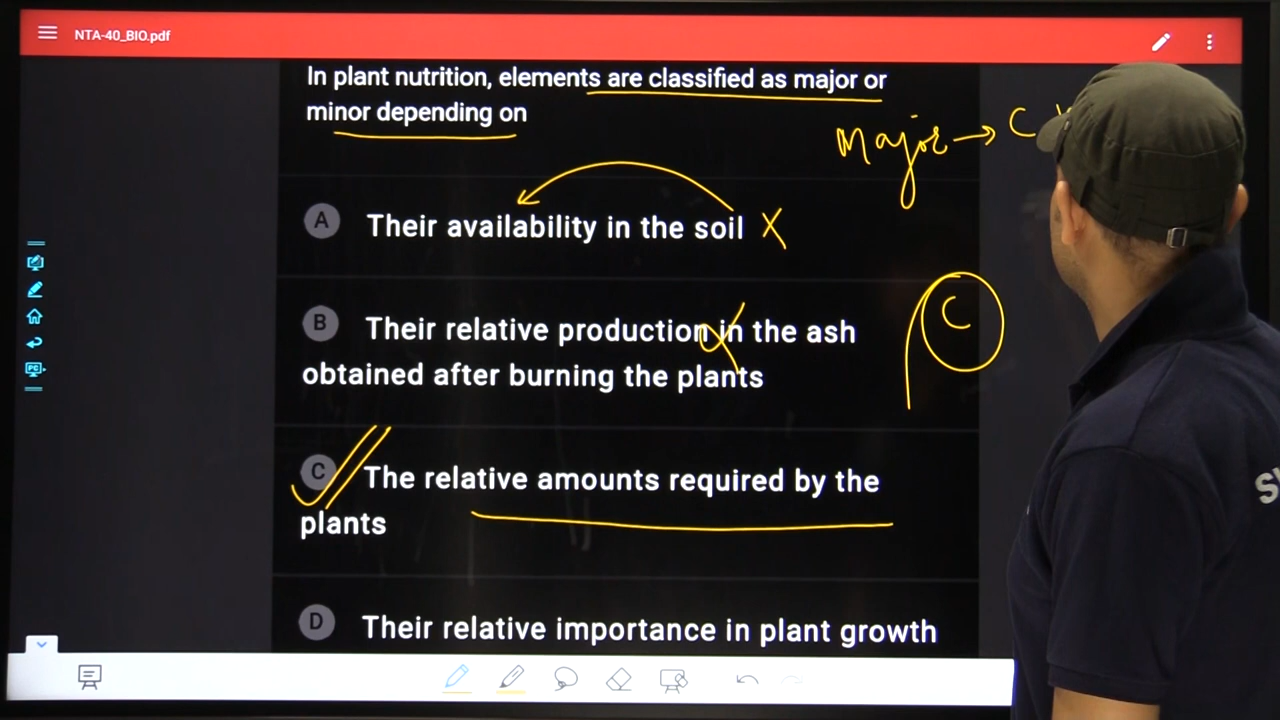 NTA-40_BIO.pdf
In plant nutrition, elements are classified as major or
minor depending on
Major → C
A Their availability in the soil X
B Their relative production in the ash
obtained after burning the plants
C
C The relative amounts required by the
plants
D Their relative importance in plant growth
PC
S